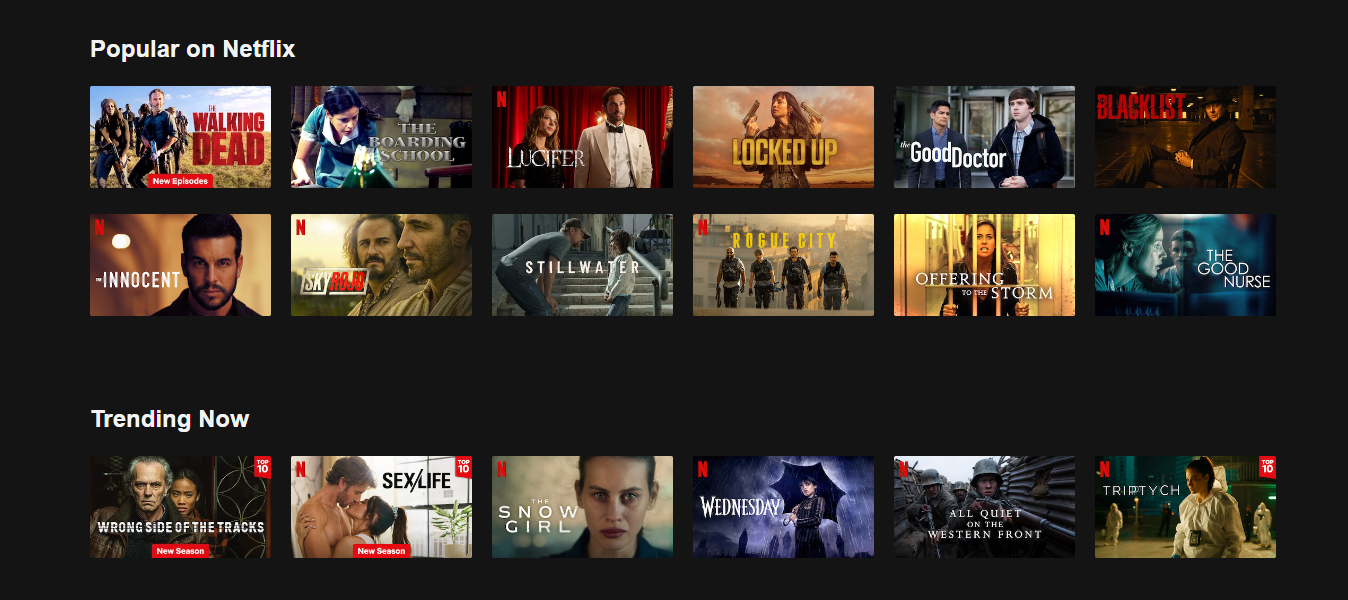 Popular on Netflix
THE
WALKING
DEAD
New Episodes
THE
BOARDING
SCHOOL
N
LUCIFER
LOCKED UP
the GoodDoctor
BLACKLIST
N
THE INNOCENT
N
SKY ROJO
STILLWATER
N
ROGUE CITY
OFFERING
TO THE STORM
N
THE
GOOD
NURSE
Trending Now
TOP
10
WRONG SiDE OF THE TRACKS
New Season
N
TOP
10
SEX/LIFE
New Season
N
THE
SNOW
GIRL
N
WEDNESDAY
N
ALL QUIET
ON THE
WESTERN FRONT
N
TOP
10
TRIPTYCH